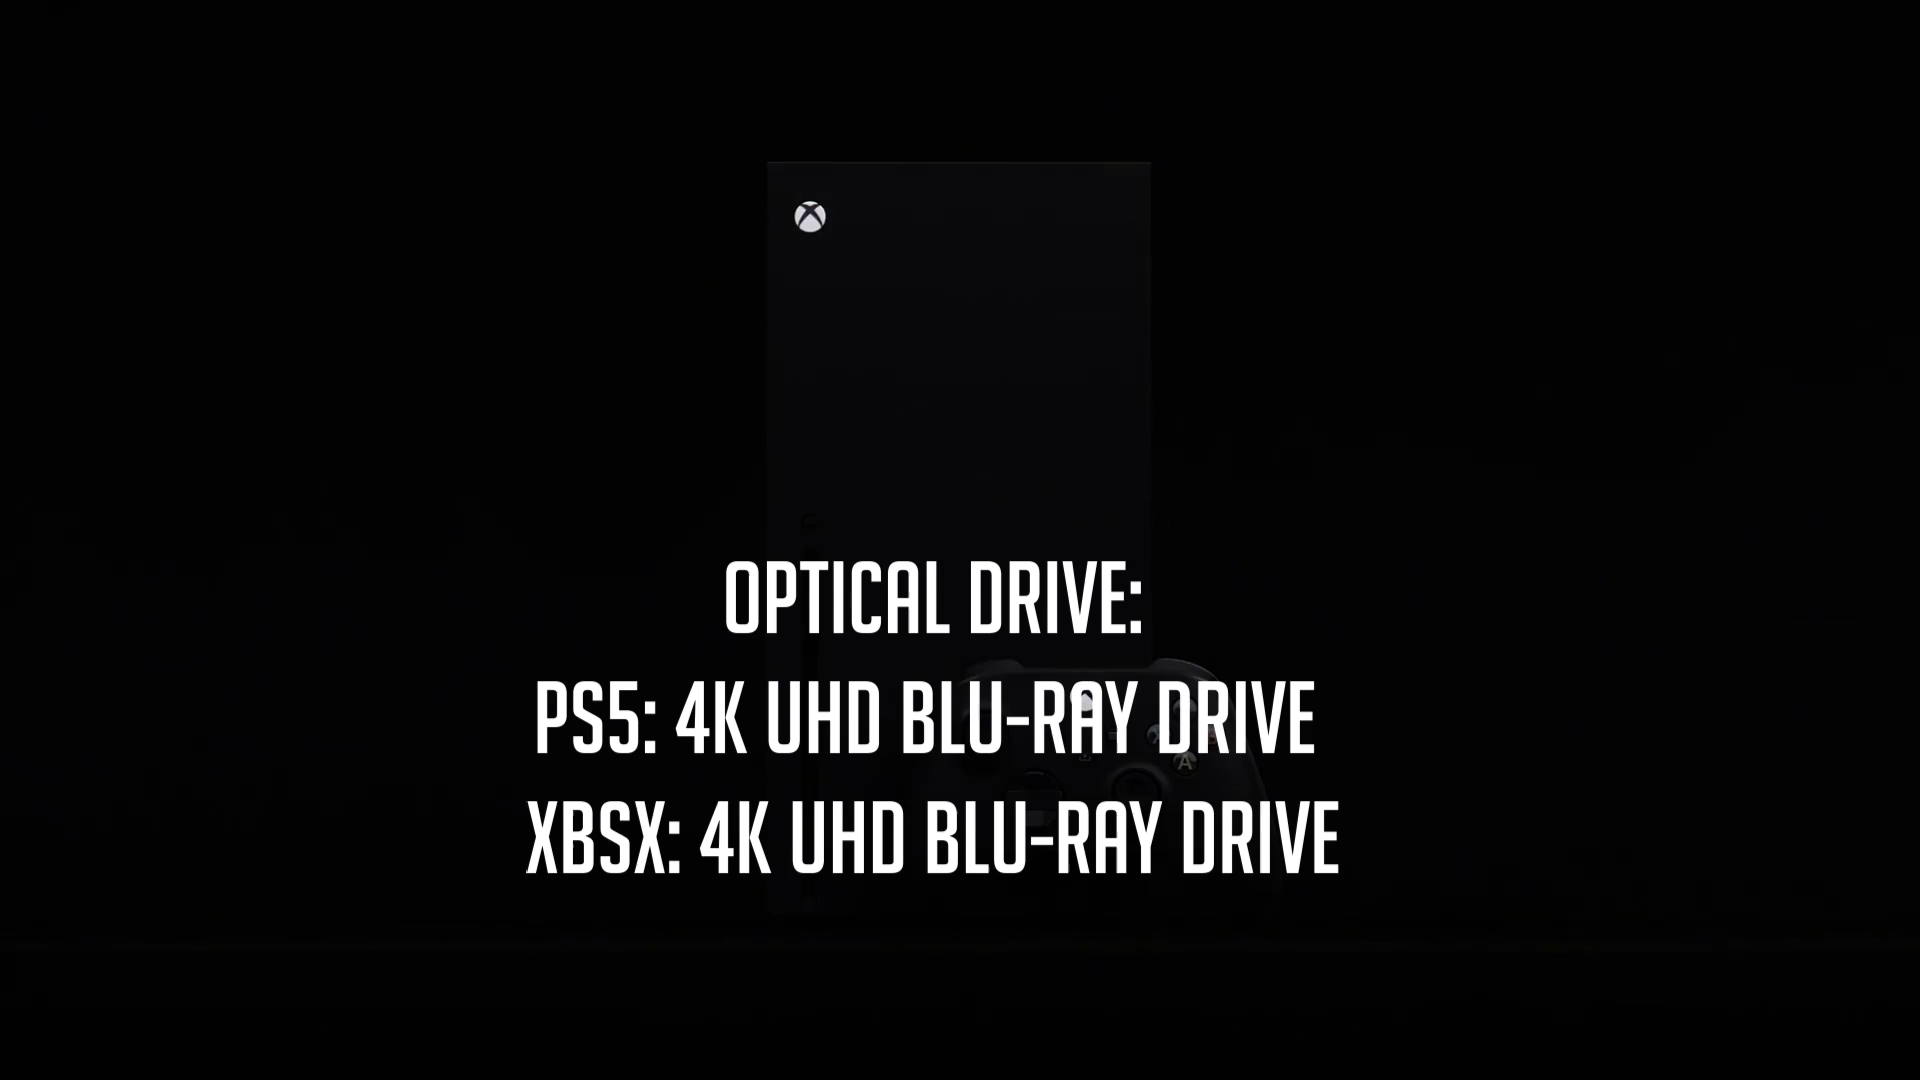 OPTICAL DRIVE:
PS5: 4K UHD BLU-RAY DRIVE
XBSX: 4K UHD BLU-RAY DRIVE
A